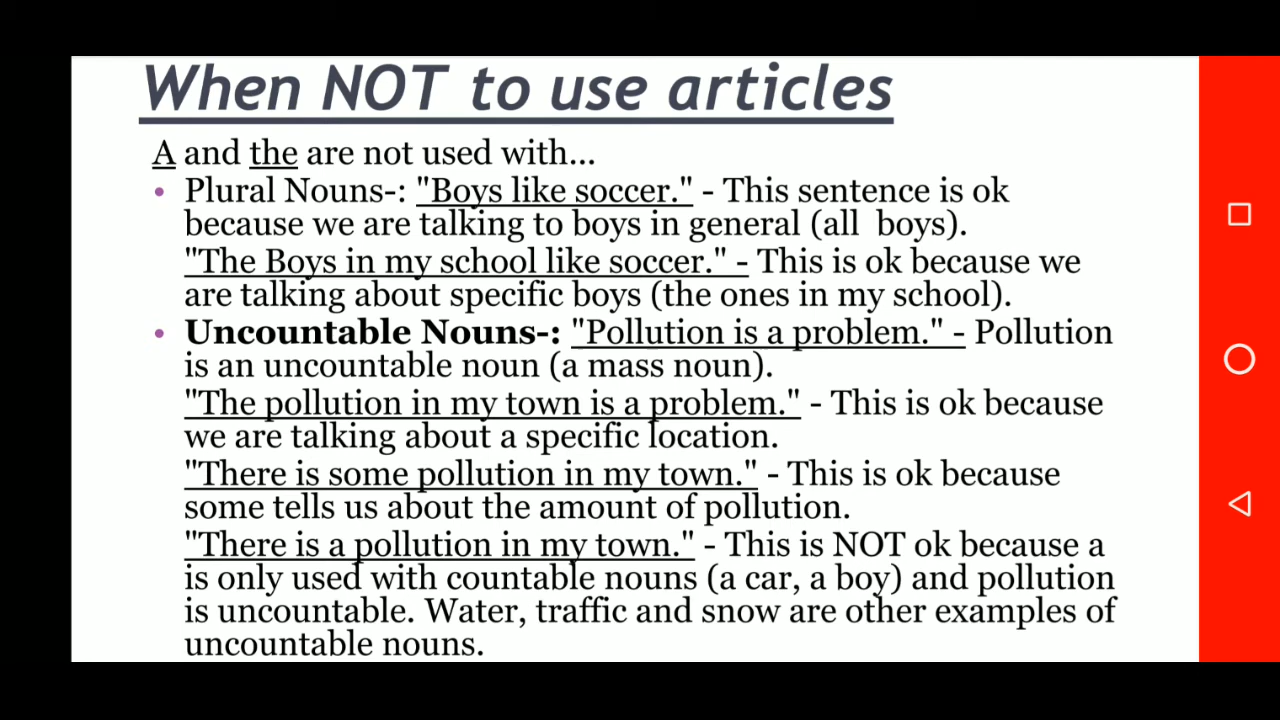 When NOT to use articles
A and the are not used with...
• Plural Nouns-: "Boys like soccer." - This sentence is ok
because we are talking to boys in general (all boys).
"The Boys in my school like soccer." - This is ok because we
are talking about specific boys (the ones in my school).
• Uncountable Nouns-: "Pollution is a problem." - Pollution
is an uncountable noun (a mass noun).
"The pollution in my town is a problem." - This is ok because
we are talking about a specific location.
"There is some pollution in my town." - This is ok because
some tells us about the amount of pollution.
"There is a pollution in my town." - This is NOT ok because a
is only used with countable nouns (a car, a boy) and pollution
is uncountable. Water, traffic and snow are other examples of
uncountable nouns.